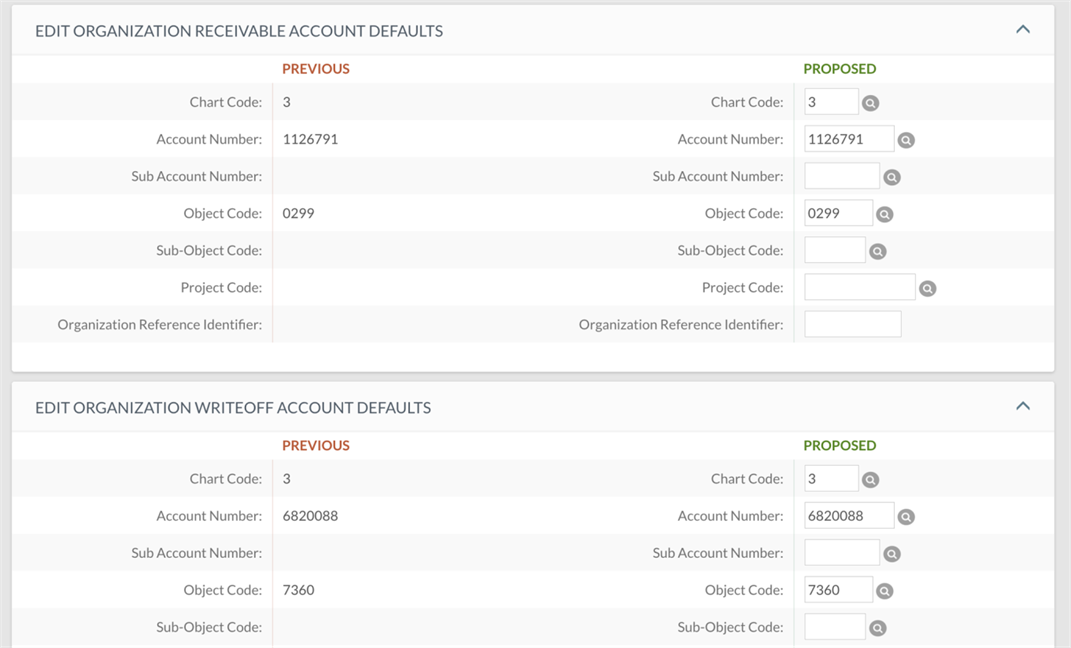 EDIT ORGANIZATION RECEIVABLE ACCOUNT DEFAULTS
PREVIOUS PROPOSED
Chart Code: 3 Chart Code: 3
Account Number: 1126791 Account Number: 1126791
Sub Account Number: Sub Account Number:
Object Code: 0299 Object Code: 0299
Sub-Object Code: Sub-Object Code:
Project Code: Project Code:
Organization Reference Identifier: Organization Reference Identifier:
EDIT ORGANIZATION WRITEOFF ACCOUNT DEFAULTS
PREVIOUS PROPOSED
Chart Code: 3 Chart Code: 3
Account Number: 6820088 Account Number: 6820088
Sub Account Number: Sub Account Number:
Object Code: 7360 Object Code: 7360
Sub-Object Code: Sub-Object Code: